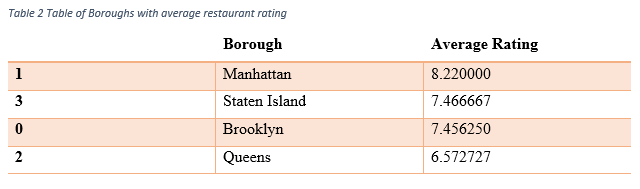 Table 2 Table of Boroughs with average restaurant rating
Borough Average Rating
1 Manhattan 8.220000
3 Staten Island 7.466667
0 Brooklyn 7.456250
2 Queens 6.572727